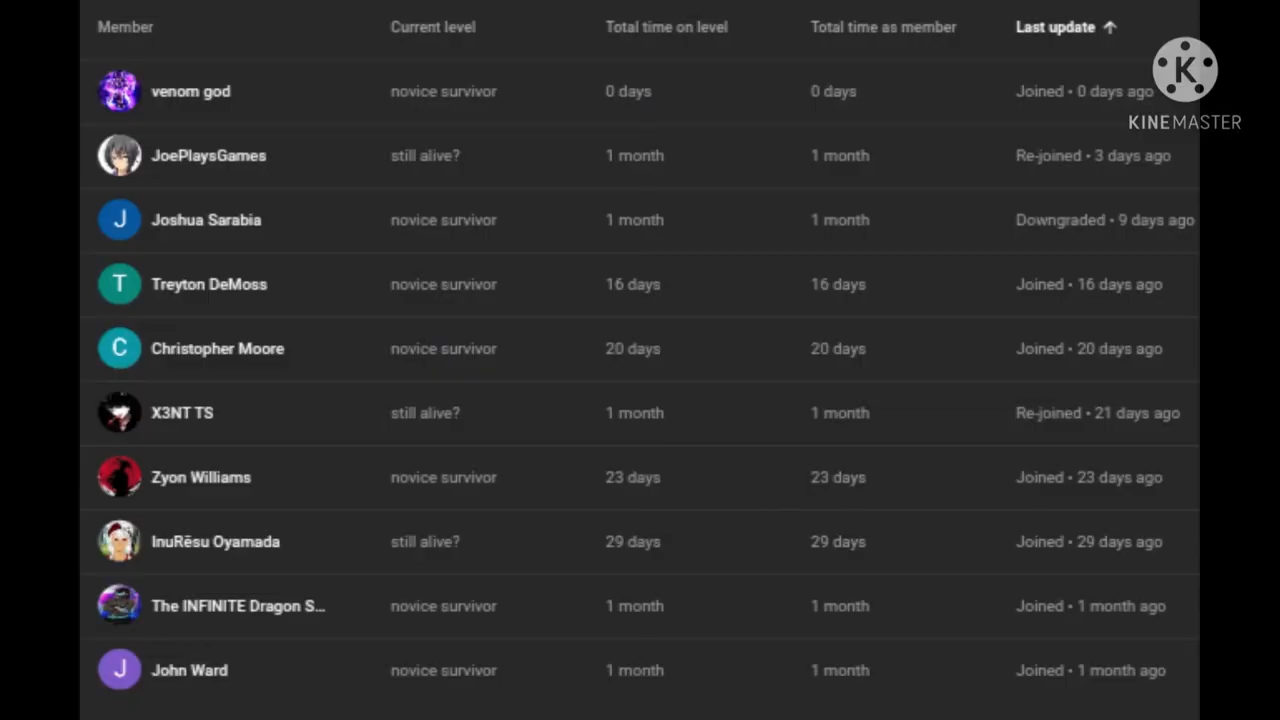 Member Current level Total time on level Total time as member Last update ↑
venom god novice survivor 0 days 0 days Joined • 0 days ago
K
KINEMASTER
JoePlaysGames still alive? 1 month 1 month Re-joined • 3 days ago
J Joshua Sarabia novice survivor 1 month 1 month Downgraded • 9 days ago
T Treyton DeMoss novice survivor 16 days 16 days Joined • 16 days ago
C Christopher Moore novice survivor 20 days 20 days Joined • 20 days ago
X3NT TS still alive? 1 month 1 month Re-joined • 21 days ago
Zyon Williams novice survivor 23 days 23 days Joined • 23 days ago
InuRēsu Oyamada still alive? 29 days 29 days Joined • 29 days ago
The INFINITE Dragon S... novice survivor 1 month 1 month Joined • 1 month ago
J John Ward novice survivor 1 month 1 month Joined • 1 month ago